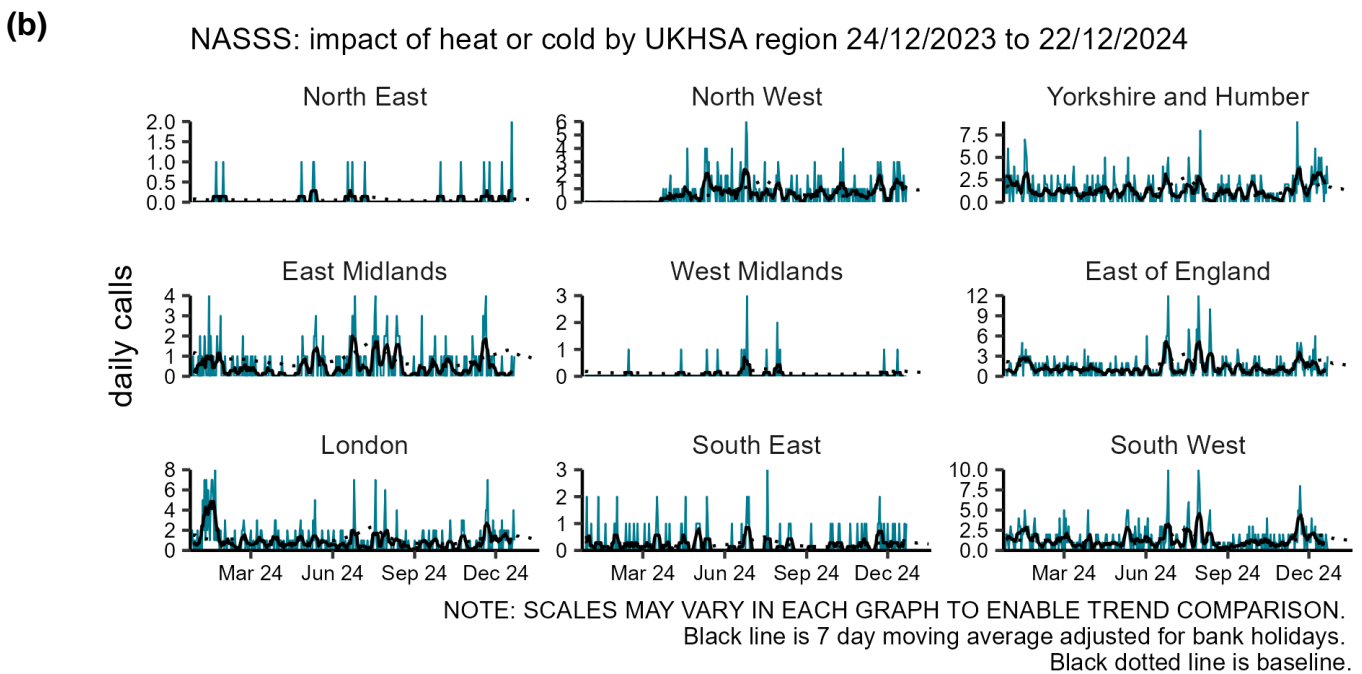 (b)
NASSS: impact of heat or cold by UKHSA region 24/12/2023 to 22/12/2024
North East
North West
Yorkshire and Humber
2.0
1.5
1.0
0.5
0.0
6
5
4
3
2
1
0
7.5
5.0
2.5
0.0
daily calls
East Midlands
West Midlands
East of England
4
3
2
1
0
3
2
1
0
12
9
6
3
0
London
South East
South West
8
6
4
2
0
3
2
1
0
10.0
7.5
5.0
2.5
0.0
Mar 24 Jun 24 Sep 24 Dec 24
Mar 24 Jun 24 Sep 24 Dec 24
Mar 24 Jun 24 Sep 24 Dec 24
NOTE: SCALES MAY VARY IN EACH GRAPH TO ENABLE TREND COMPARISON.
Black line is 7 day moving average adjusted for bank holidays.
Black dotted line is baseline.